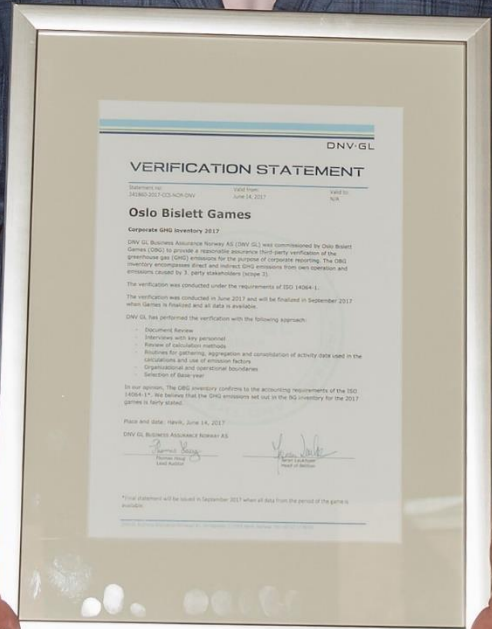 DNV·GL
VERIFICATION STATEMENT
Statement no: Valid from: Valid to:
June 14, 2017 N/A
Oslo Bislett Games
Corporate GHG Inventory 2017
DNV GL Business Assurance Norway AS (DNV GL) was commissioned by Oslo Bislett
Games (OBG) to provide a reasonable assurance third-party verification of the
greenhouse gas (GHG) emissions for the purpose of corporate reporting. The OBG
inventory encompasses direct and indirect GHG emissions from own operation and
emissions caused by 3. party stakeholders (scope 3).
The verification was conducted under the requirements of ISO 14064-1.
The verification was conducted in June 2017 and will be finalized in September 2017
when Games is finalized and all data is available.
DNV GL has performed the verification with the following approach:
- Document Review
- Interviews with key personnel
- Review of calculation methods
- Routines for gathering, aggregation and consolidation of activity data used in the
calculations and use of emission factors
- Organizational and operational boundaries
- Selection of Base-year
In our opinion, The OBG inventory confirms to the accounting requirements of the ISO
14064-1*. We believe that the GHG emissions set out in the NG inventory for the 2017
games is fairly stated.
Place and date: Høvik, June 14, 2017
DNV GL Business Assurance Norway AS
Lead Auditor
Head of Section
*Final statement will be issued in September 2017 when all data from the period of the game is
available.